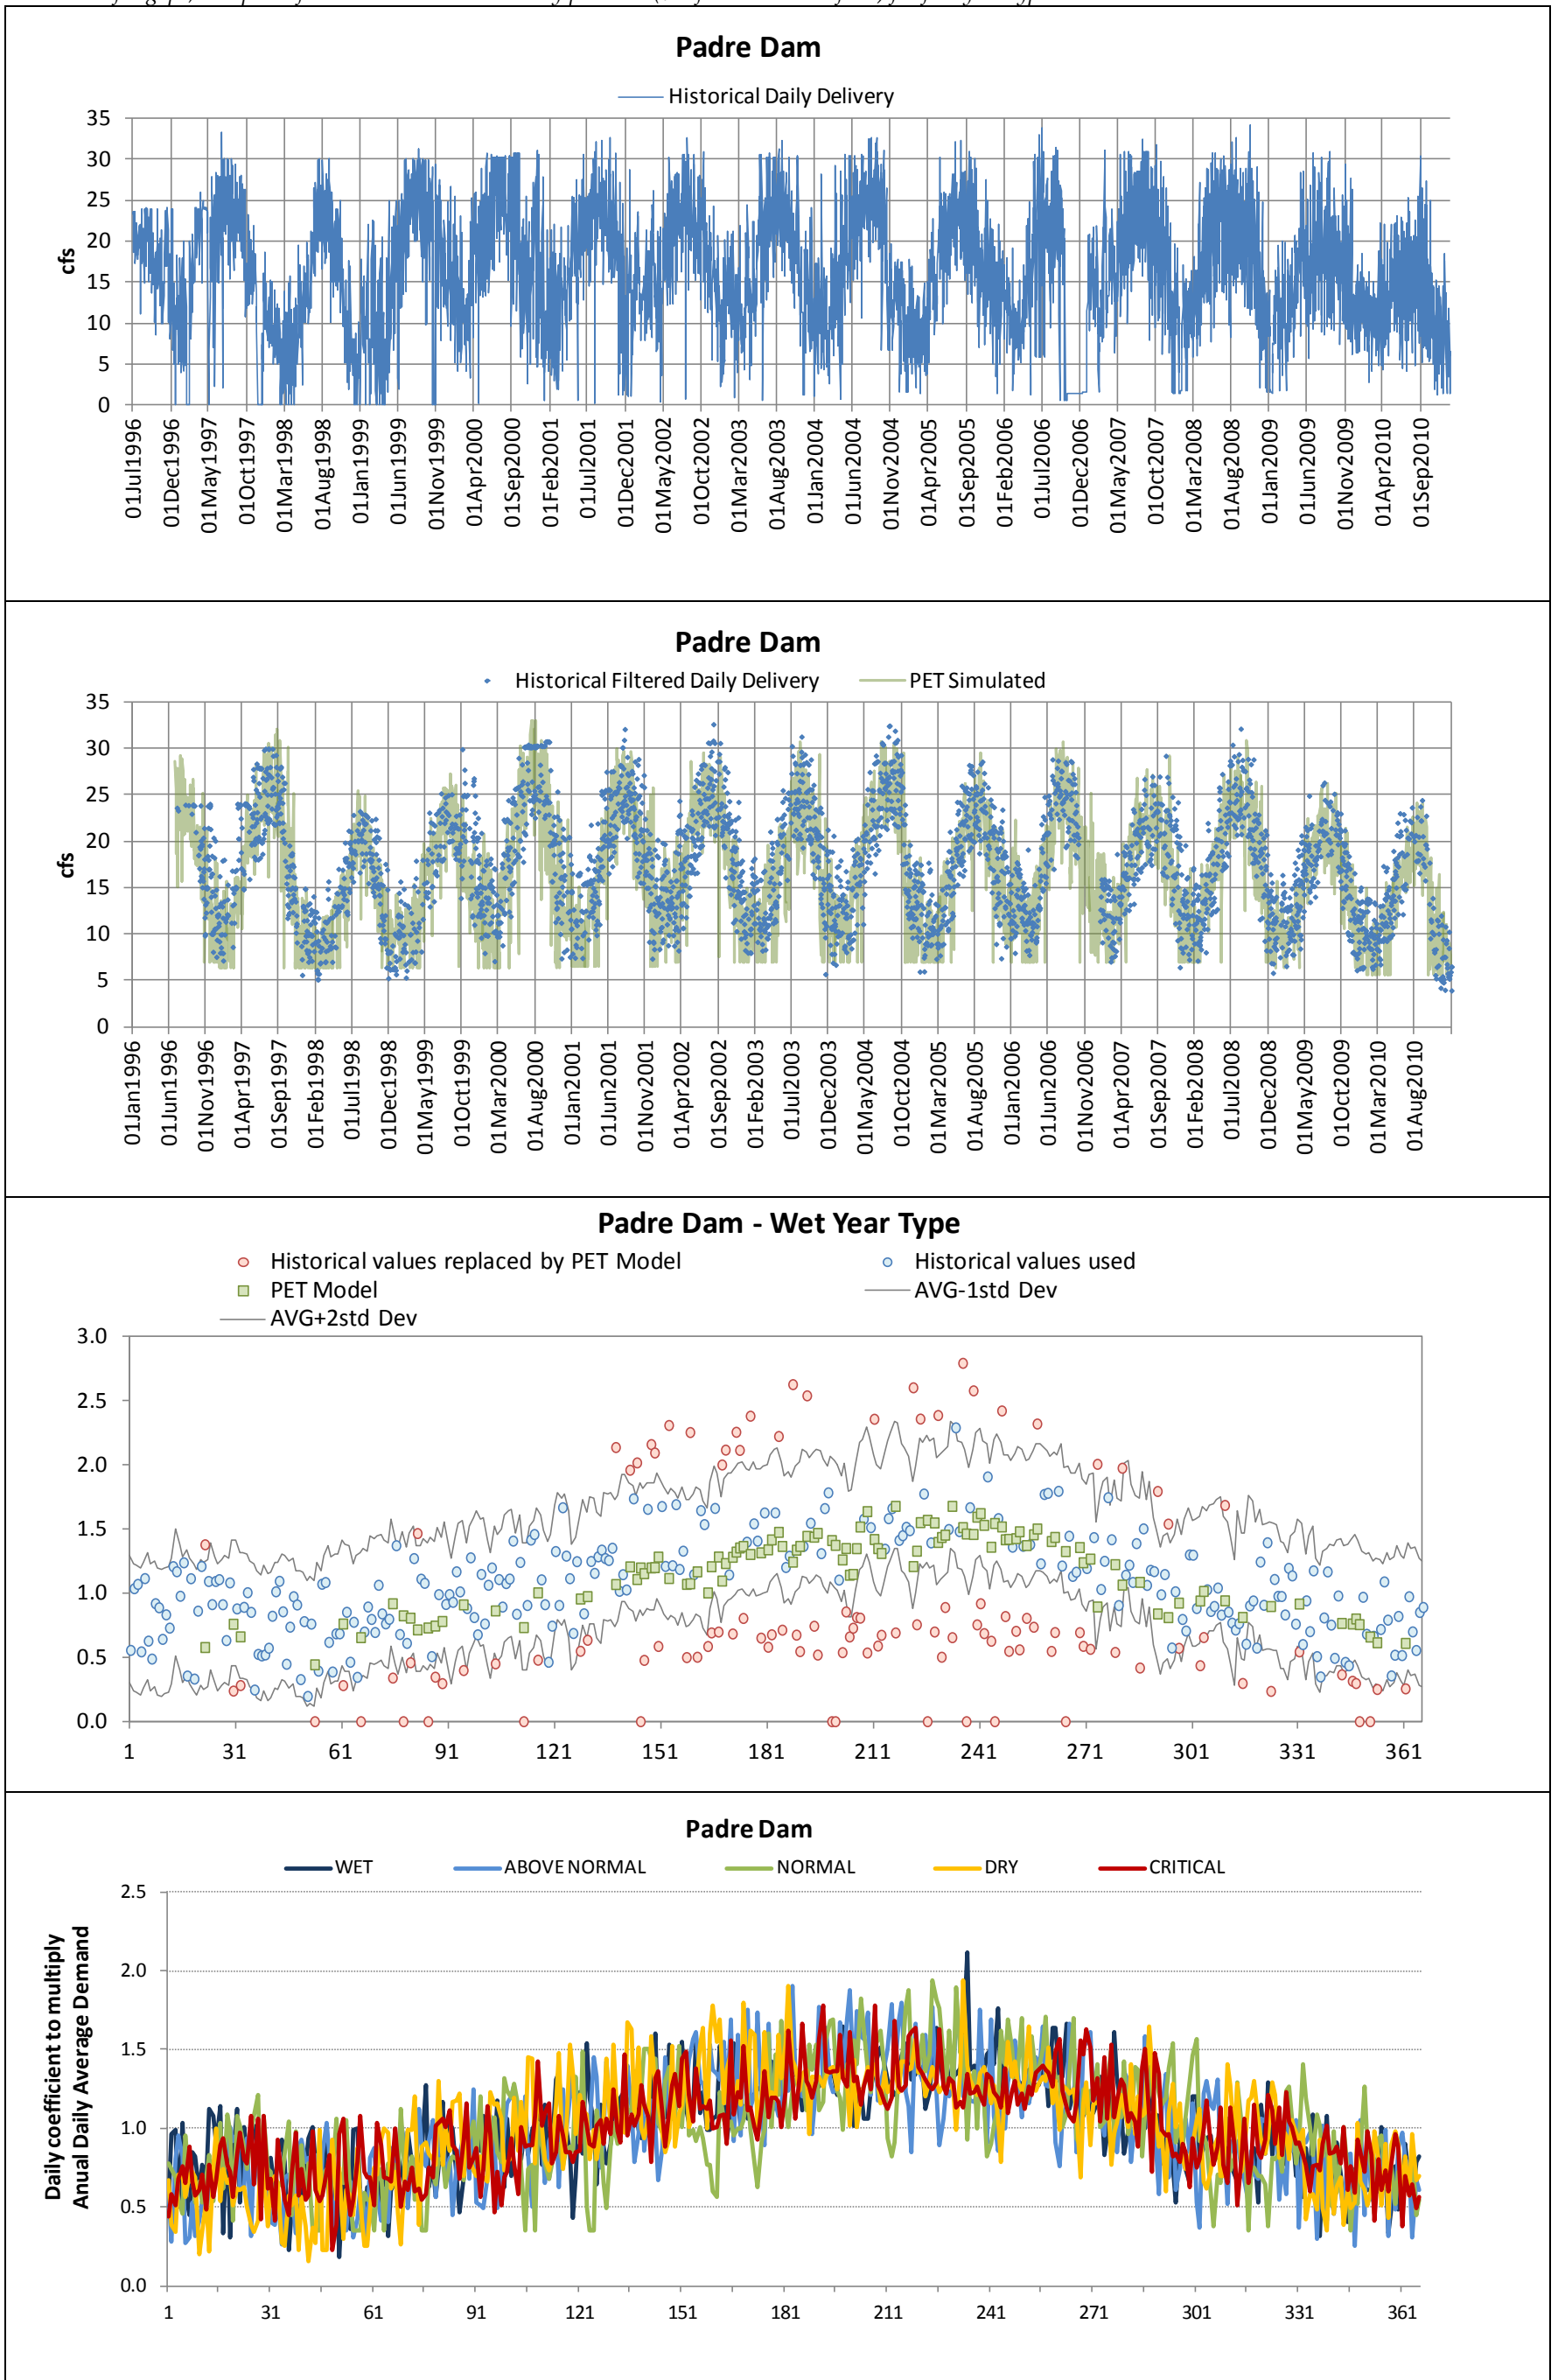 Padre Dam
Historical Daily Delivery
cfs
35
30
25
20
15
10
5
0
01Jul1996
01Dec1996
01May1997
01Oct1997
01Mar1998
01Aug1998
01Jan1999
01Jun1999
01Nov1999
01Apr2000
01Sep2000
01Feb2001
01Jul2001
01Dec2001
01May2002
01Oct2002
01Mar2003
01Aug2003
01Jan2004
01Jun2004
01Nov2004
01Apr2005
01Sep2005
01Feb2006
01Jul2006
01Dec2006
01May2007
01Oct2007
01Mar2008
01Aug2008
01Jan2009
01Jun2009
01Nov2009
01Apr2010
01Sep2010
Padre Dam
Historical Filtered Daily Delivery PET Simulated
cfs
35
30
25
20
15
10
5
0
01Jan1996
01Jun1996
01Nov1996
01Apr1997
01Sep1997
01Feb1998
01Jul1998
01Dec1998
01May1999
01Oct1999
01Mar2000
01Aug2000
01Jan2001
01Jun2001
01Nov2001
01Apr2002
01Sep2002
01Feb2003
01Jul2003
01Dec2003
01May2004
01Oct2004
01Mar2005
01Aug2005
01Jan2006
01Jun2006
01Nov2006
01Apr2007
01Sep2007
01Feb2008
01Jul2008
01Dec2008
01May2009
01Oct2009
01Mar2010
01Aug2010
Padre Dam - Wet Year Type
Historical values replaced by PET Model Historical values used
PET Model AVG-1std Dev
AVG+2std Dev
3.0
2.5
2.0
1.5
1.0
0.5
0.0
1 31 61 91 121 151 181 211 241 271 301 331 361
Padre Dam
WET ABOVE NORMAL NORMAL DRY CRITICAL
Daily coefficient to multiply
Anual Daily Average Demand
2.5
2.0
1.5
1.0
0.5
0.0
1 31 61 91 121 151 181 211 241 271 301 331 361